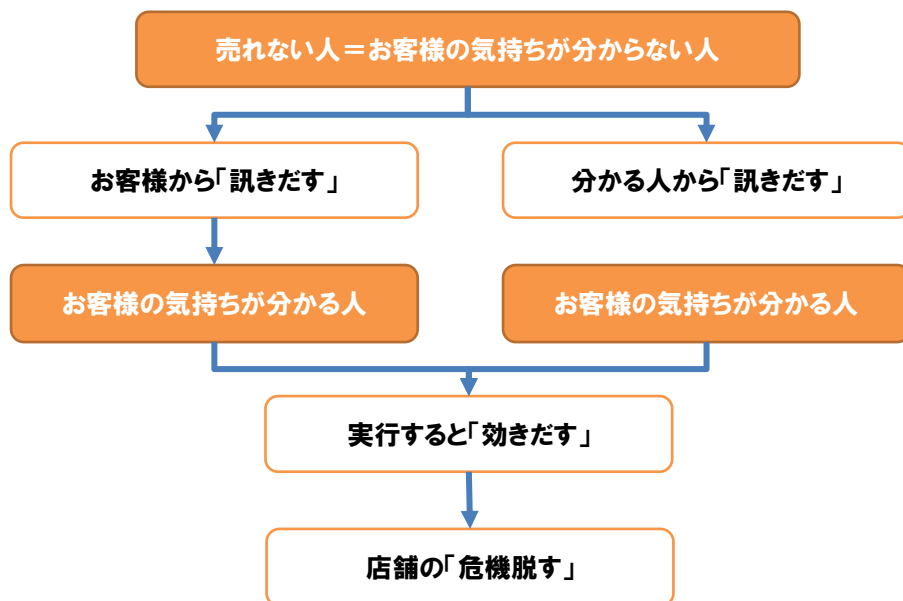 売れない人=お客様の気持ちが分からない人
お客様から「訊きだす」
分かる人から「訊きだす」
お客様の気持ちが分かる人
お客様の気持ちが分かる人
実行すると「効きだす」
店舗の「危機脱す」